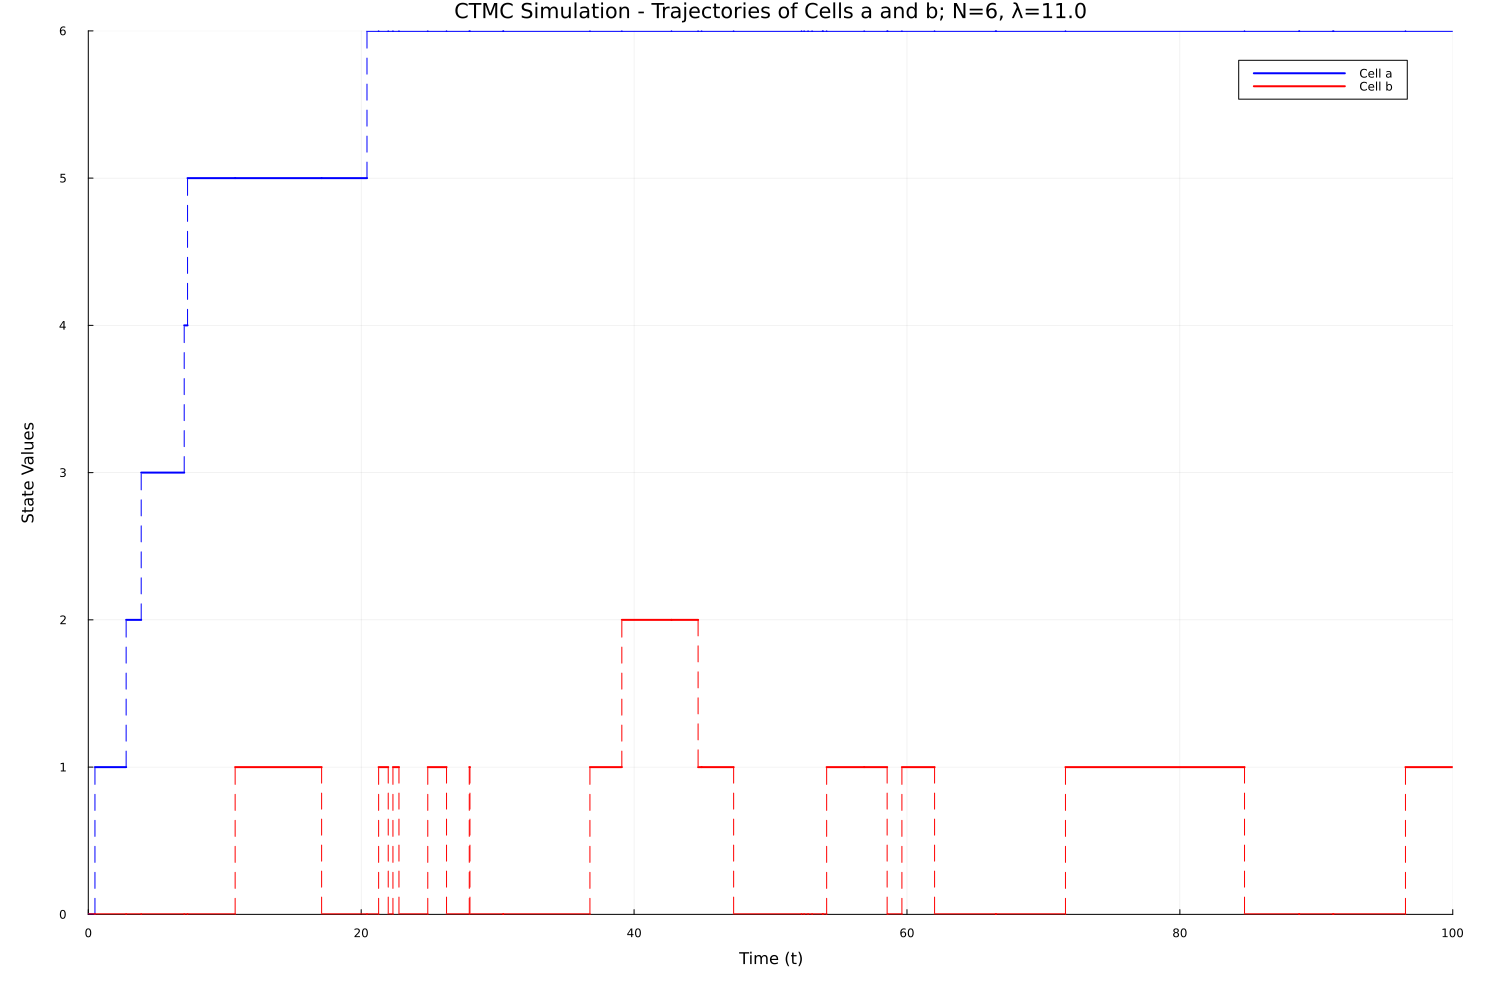 CTMC Simulation - Trajectories of Cells a and b; N=6, λ=11.0
6
5
4
3
2
1
0
State Values
Cell a
Cell b
0 20 40 60 80 100
Time (t)